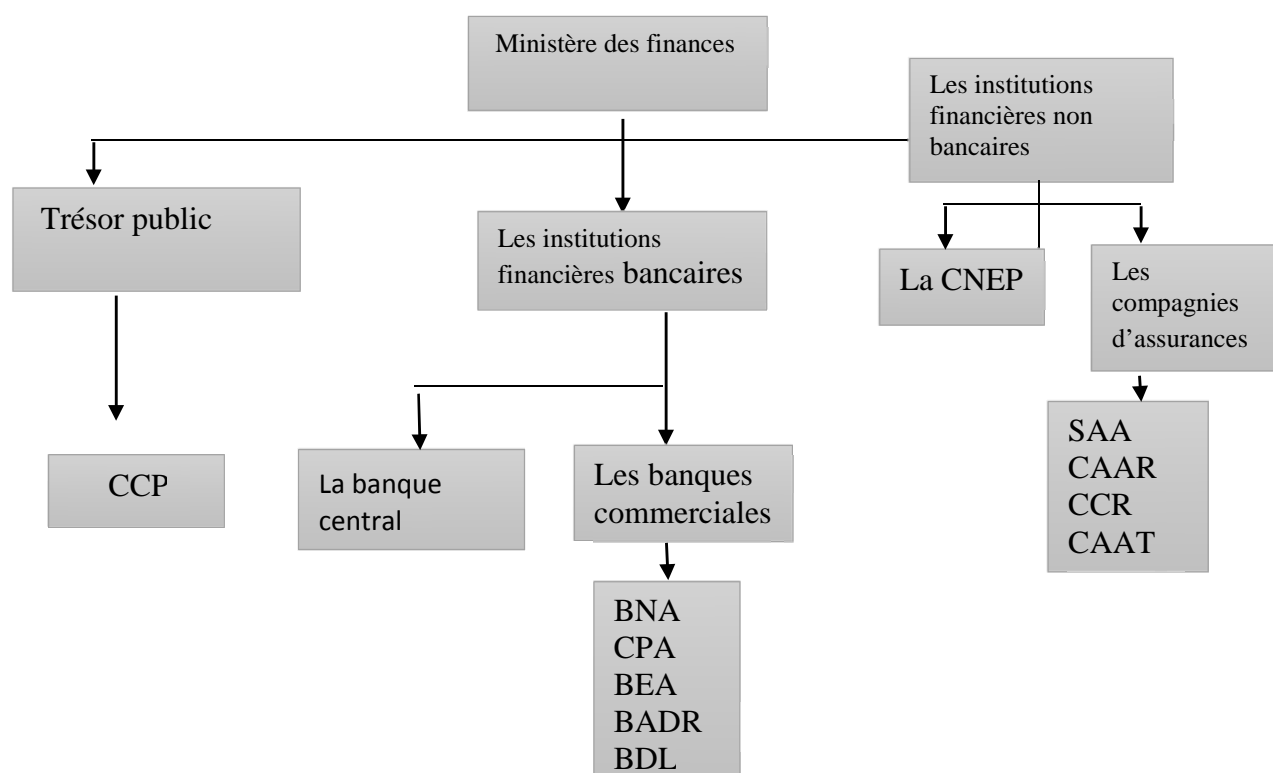 Ministère des finances
Les institutions
financières non
bancaires
Trésor public
Les institutions
financières bancaires
La CNEP
Les
compagnies
d’assurances
CCP
La banque
central
Les banques
commerciales
SAA
CAAR
CCR
CAAT
BNA
CPA
BEA
BADR
BDL